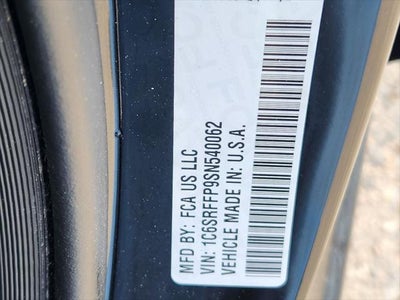 MFD BY: FCA US LLC
VIN: 1C6SRFFP9SN540062
VEHICLE MADE IN: U.S.A.